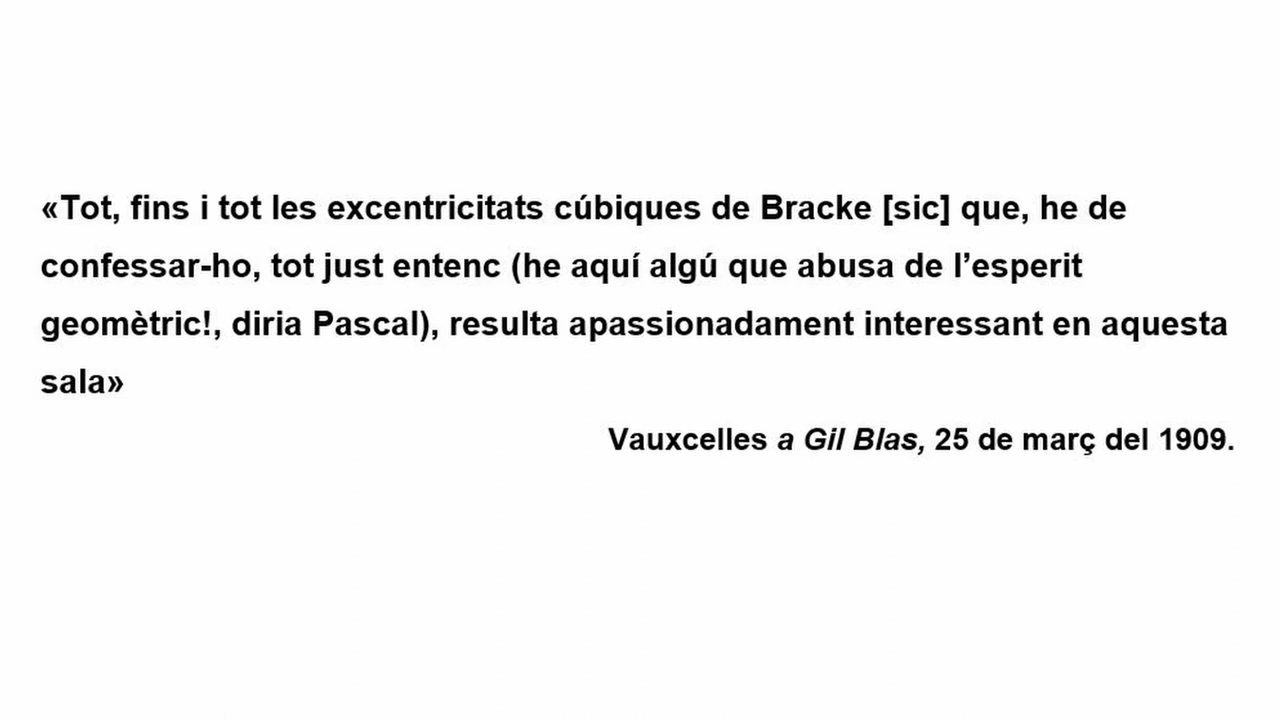 «Tot, fins i tot les excentricitats cúbiques de Bracke [sic] que, he de
confessar-ho, tot just entenc (he aquí algú que abusa de l’esperit
geomètric!, diria Pascal), resulta apassionadament interessant en aquesta
sala»
Vauxcelles a Gil Blas, 25 de març del 1909.